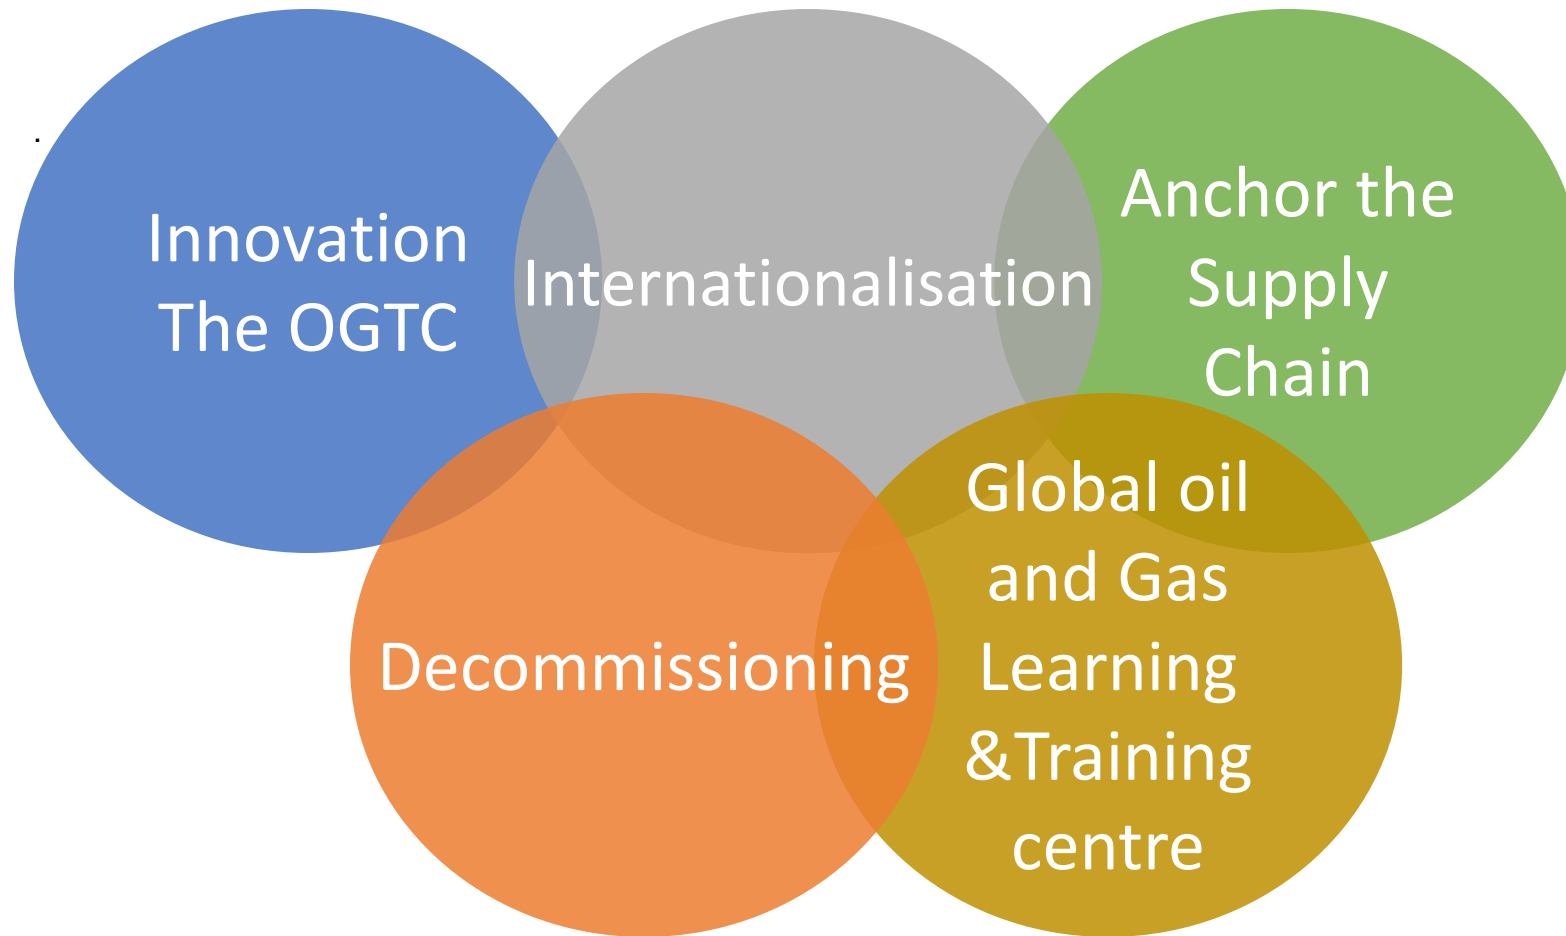 .
Innovation
The OGTC
Internationalisation
Anchor the
Supply
Chain
Decommissioning
Global oil
and Gas
Learning
&Training
centre